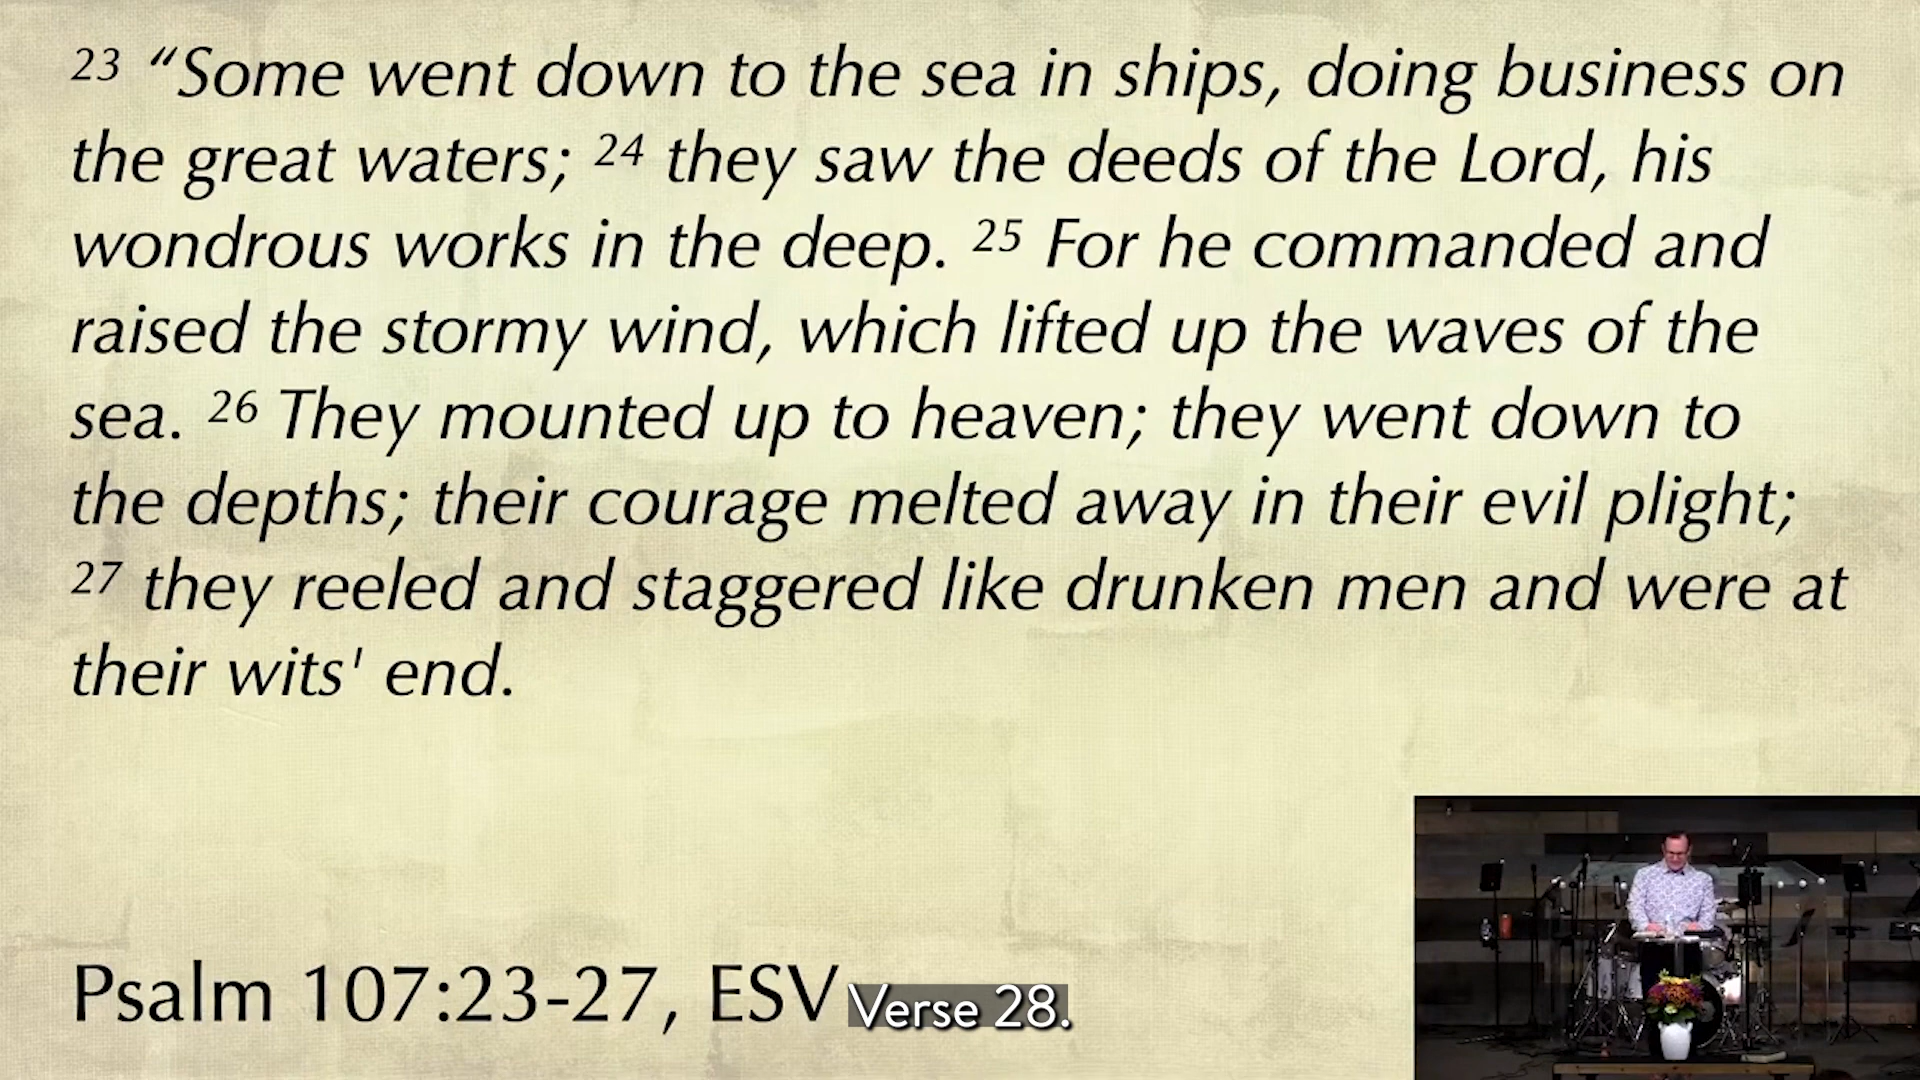 23 “Some went down to the sea in ships, doing business on
the great waters; 24 they saw the deeds of the Lord, his
wondrous works in the deep. 25 For he commanded and
raised the stormy wind, which lifted up the waves of the
sea. 26 They mounted up to heaven; they went down to
the depths; their courage melted away in their evil plight;
27 they reeled and staggered like drunken men and were at
their wits' end.
Psalm 107:23-27, ESV
Verse 28.